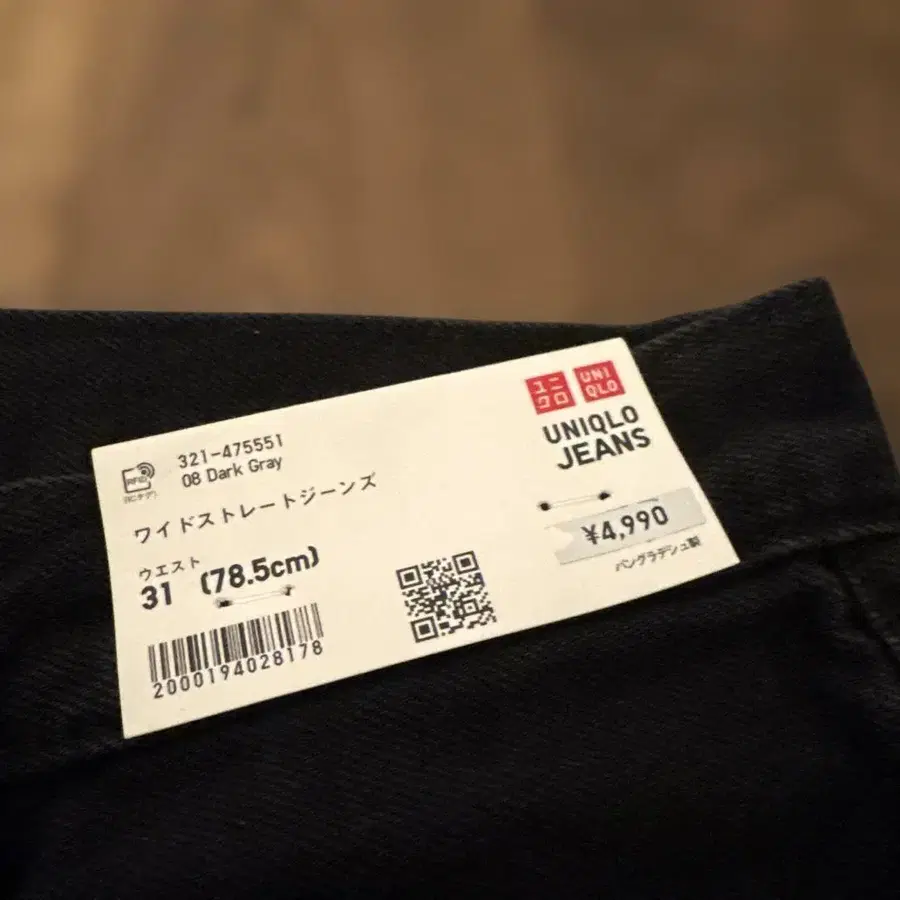 RFID
(ICタグ)
321-475551
08 Dark Gray
ワイドストレートジーンズ
ウエスト
31 (78.5cm)
2000194028178
ユニ
クロ
UNI
QLO
UNIQLO
JEANS
¥4,990
バングラデシュ製